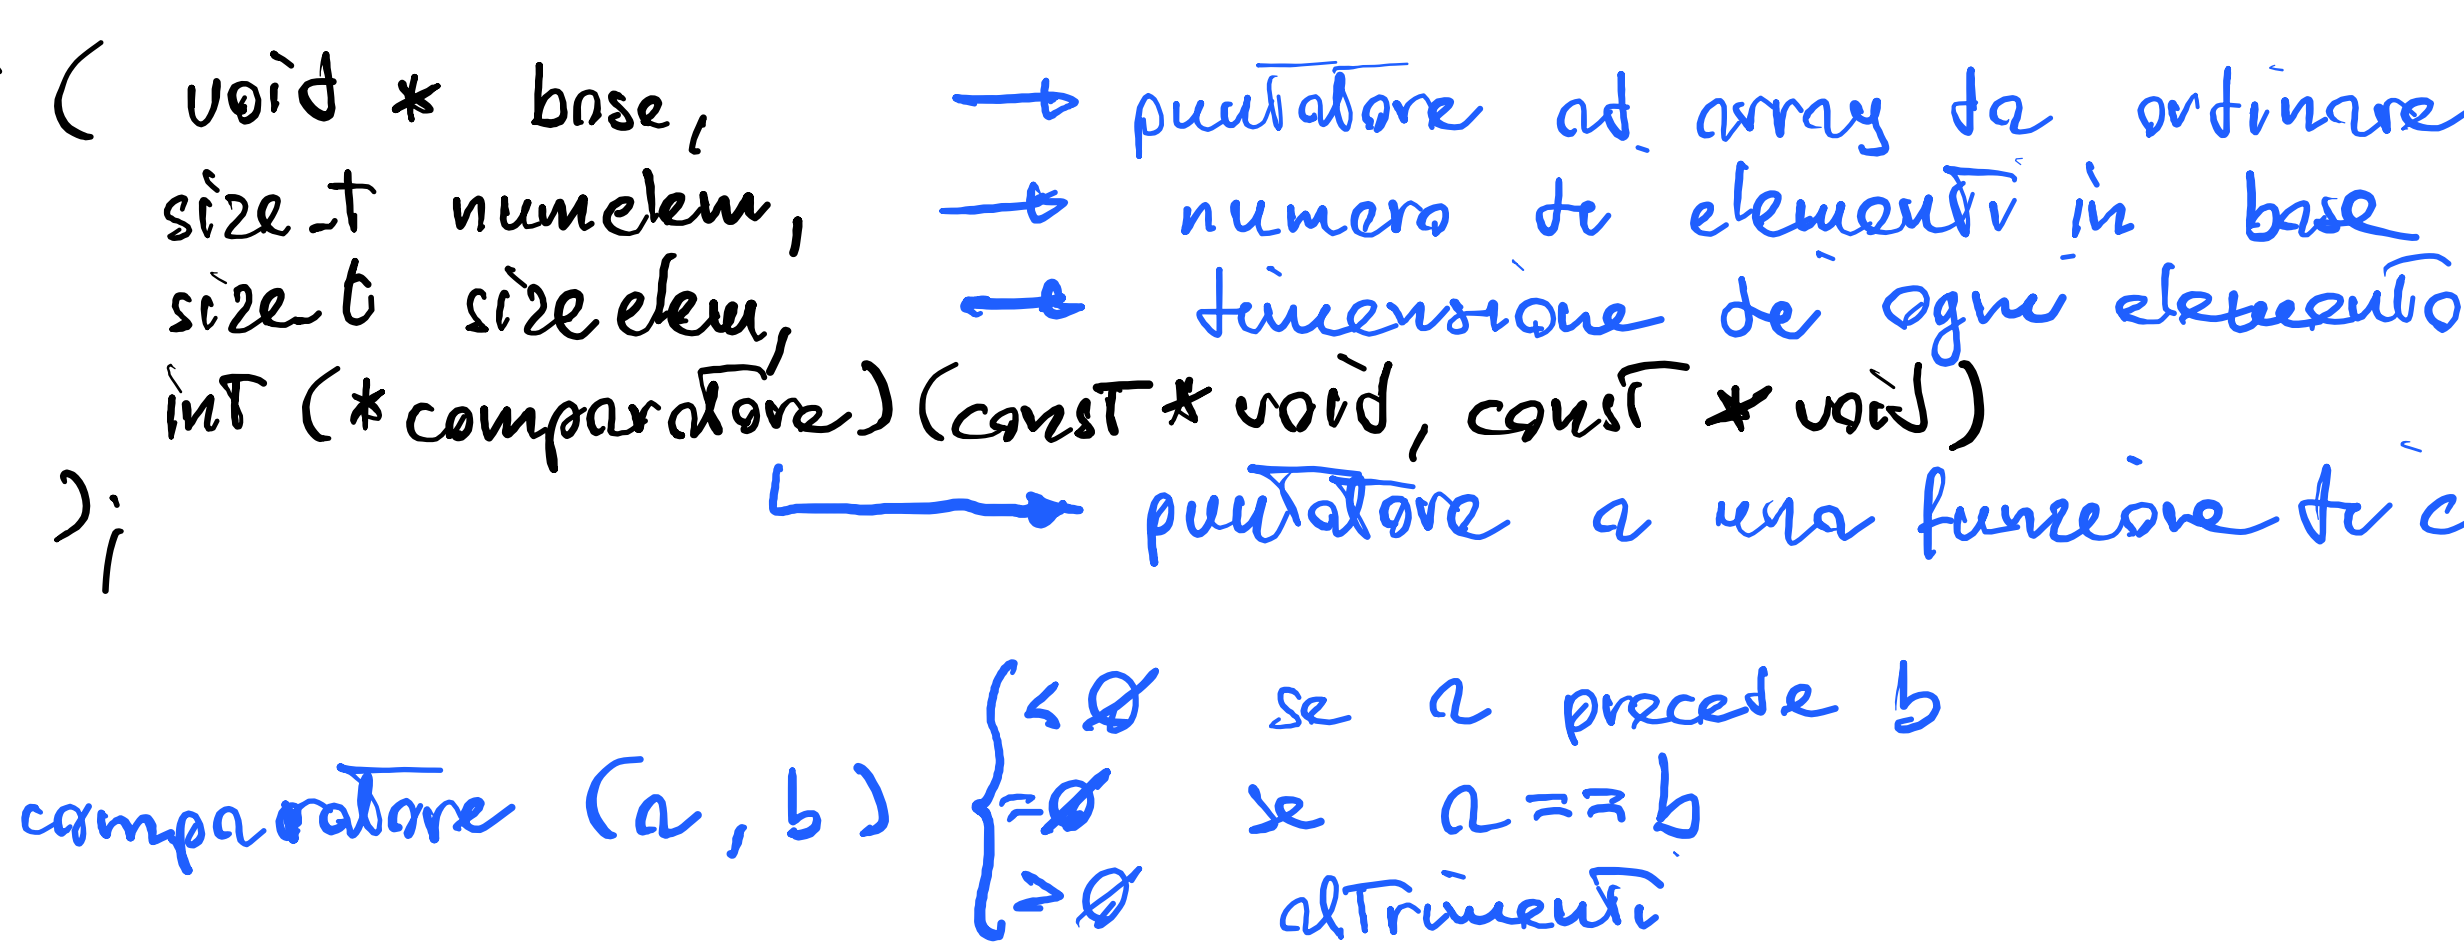 ( void * base, → puntatore ad array da ordinare
size_t numelem, → numero di elementi in base
size_t sizeelem, → dimensione di ogni elemento
int (*comparatore)(const * void, const * void)
); → puntatore a una funzione di c
< 0 se a precede b
comparatore (a, b) { = 0 se a == b
> 0 altrimenti